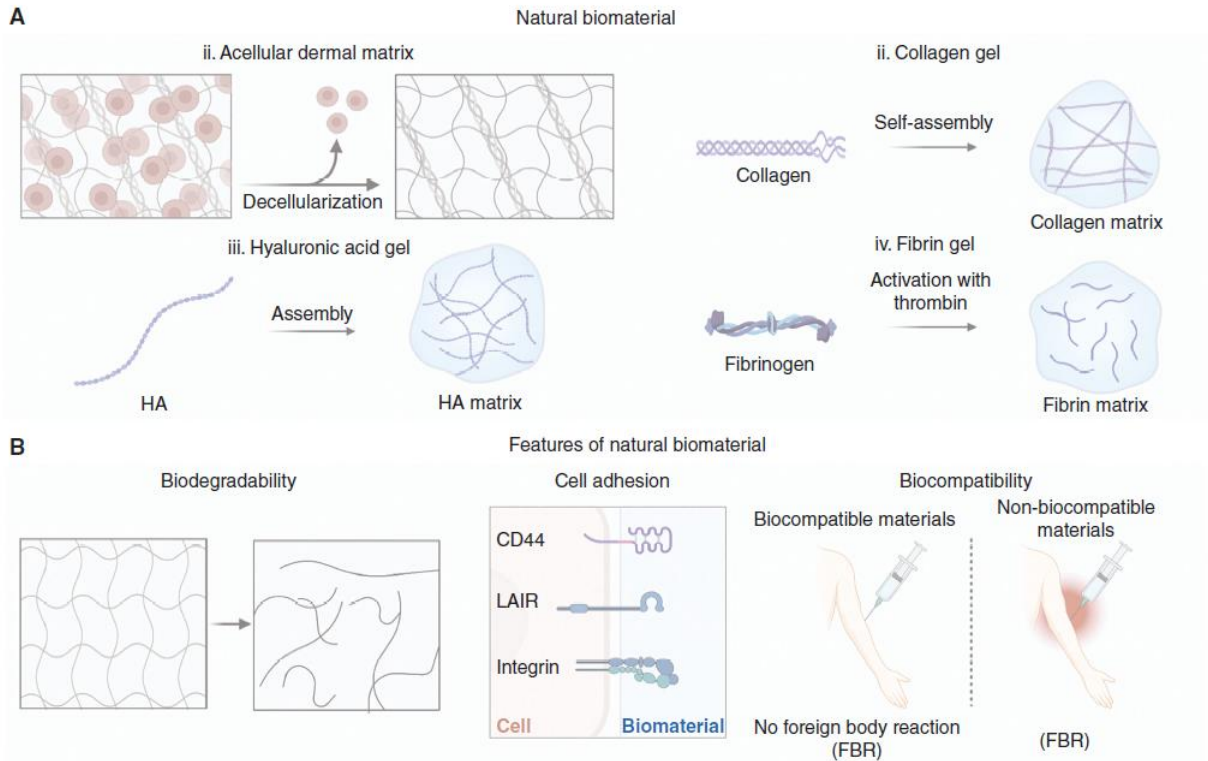 A
Natural biomaterial
ii. Acellular dermal matrix
Decellularization
ii. Collagen gel
Collagen
Self-assembly
Collagen matrix
iii. Hyaluronic acid gel
HA
Assembly
HA matrix
iv. Fibrin gel
Fibrinogen
Activation with
thrombin
Fibrin matrix
B
Features of natural biomaterial
Biodegradability
Cell adhesion
CD44
LAIR
Integrin
Cell
Biomaterial
Biocompatibility
Biocompatible materials
No foreign body reaction
(FBR)
Non-biocompatible
materials
(FBR)